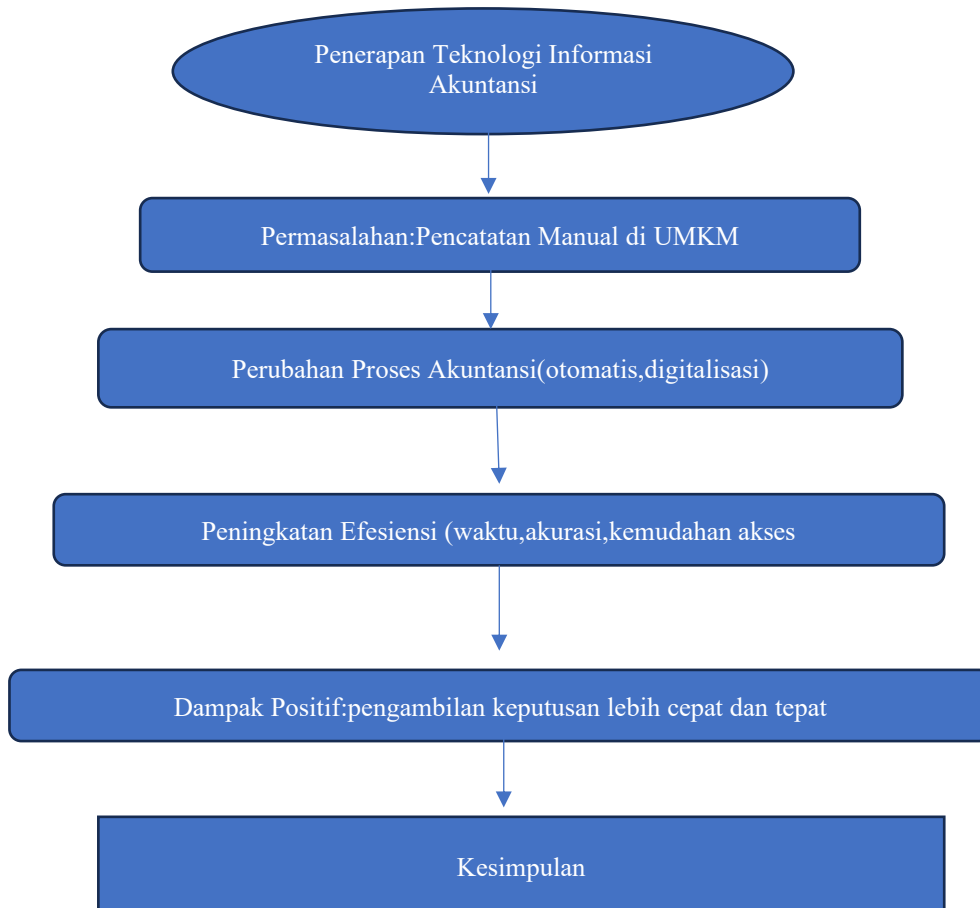 Penerapan Teknologi Informasi
Akuntansi
Permasalahan:Pencatatan Manual di UMKM
Perubahan Proses Akuntansi(otomatis,digitalisasi)
Peningkatan Efesiensi (waktu,akurasi,kemudahan akses
Dampak Positif:pengambilan keputusan lebih cepat dan tepat
Kesimpulan